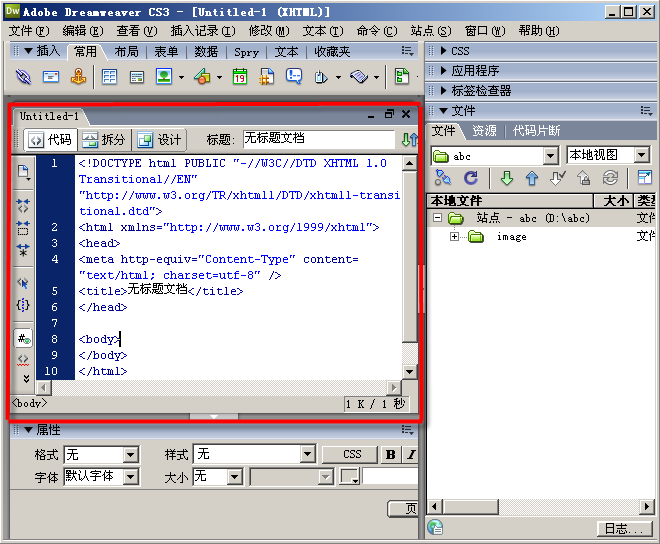 Dw Adobe Dreamweaver CS3 - [Untitled-1 (XHTML)]
文件(F) 编辑(E) 查看(V) 插入记录(I) 修改(M) 文本(T) 命令(C) 站点(S) 窗口(W) 帮助(H)
插入 常用 布局 表单 数据 Spry 文本 收藏夹
CSS
应用程序
标签检查器
文件
文件 资源 代码片断
abc 本地视图
本地文件 大小 类型
站点 - abc (D:\abc) 文件
image 文件
Untitled-1
代码 拆分 设计 标题: 无标题文档
1 <!DOCTYPE html PUBLIC "-//W3C//DTD XHTML 1.0
Transitional//EN"
"http://www.w3.org/TR/xhtml1/DTD/xhtml1-transi
tional.dtd">
2 <html xmlns="http://www.w3.org/1999/xhtml">
3 <head>
4 <meta http-equiv="Content-Type" content=
"text/html; charset=utf-8" />
5 <title>无标题文档</title>
6 </head>
7
8 <body>
9 </body>
10 </html>
<body> 1 K / 1 秒
属性
格式 无 样式 无 CSS B I
字体 默认字体 大小 无
页
日志...